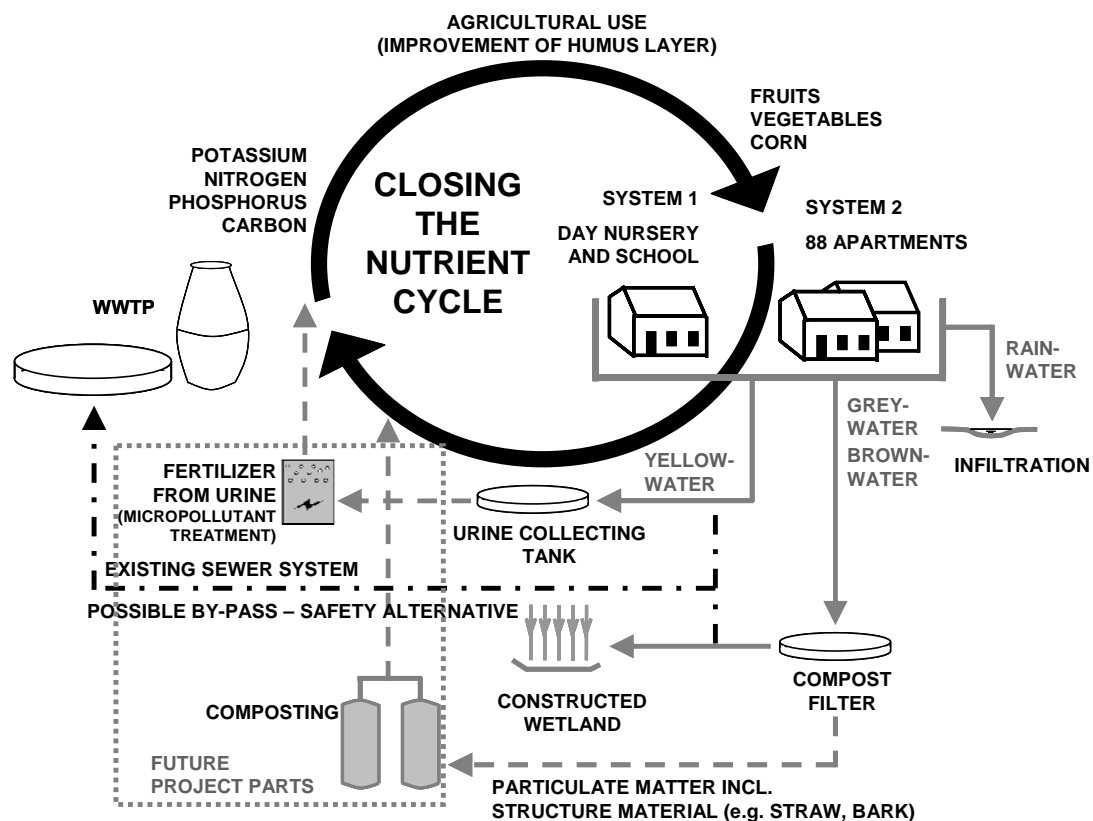 AGRICULTURAL USE
(IMPROVEMENT OF HUMUS LAYER)
FRUITS
VEGETABLES
CORN
POTASSIUM
NITROGEN
PHOSPHORUS
CARBON
CLOSING
THE
NUTRIENT
CYCLE
SYSTEM 1
DAY NURSERY
AND SCHOOL
SYSTEM 2
88 APARTMENTS
WWTP
RAIN-
WATER
GREY-
WATER
BROWN-
WATER
INFILTRATION
YELLOW-
WATER
FERTILIZER
FROM URINE
(MICROPOLLUTANT
TREATMENT)
URINE COLLECTING
TANK
EXISTING SEWER SYSTEM
POSSIBLE BY-PASS – SAFETY ALTERNATIVE
CONSTRUCTED
WETLAND
COMPOST
FILTER
COMPOSTING
FUTURE
PROJECT PARTS
PARTICULATE MATTER INCL.
STRUCTURE MATERIAL (e.g. STRAW, BARK)